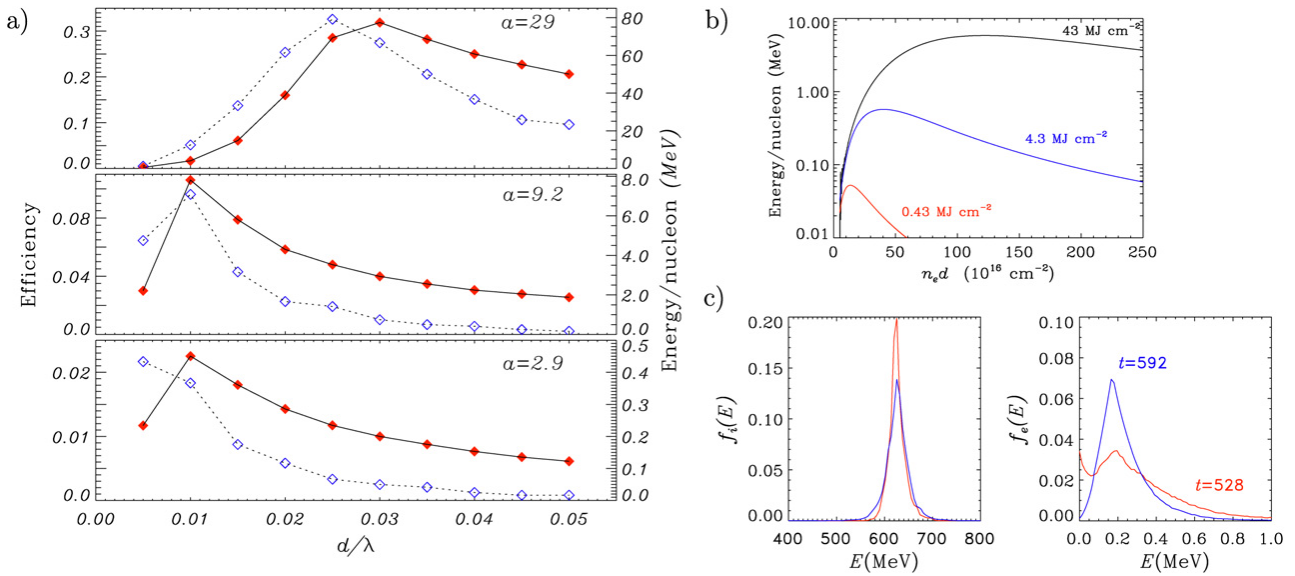 a)
a=29
0.3
0.2
0.1
0.0
80
60
40
20
0
a=9.2
0.08
0.04
0.0
8.0
6.0
4.0
2.0
0.0
a=2.9
0.02
0.01
0.0
0.5
0.4
0.3
0.2
0.1
0.0
Efficiency
Energy/nucleon (MeV)
0.00 0.01 0.02 0.03 0.04 0.05
d/λ
b)
Energy/nucleon (MeV)
10.00
1.00
0.10
0.01
43 MJ cm⁻²
4.3 MJ cm⁻²
0.43 MJ cm⁻²
0 50 100 150 200 250
nₑd (10¹⁶ cm⁻²)
c)
fᵢ(E)
0.20
0.15
0.10
0.05
0.00
400 500 600 700 800
E(MeV)
fₑ(E)
0.10
0.08
0.06
0.04
0.02
0.00
t=592
t=528
0.0 0.2 0.4 0.6 0.8 1.0
E(MeV)